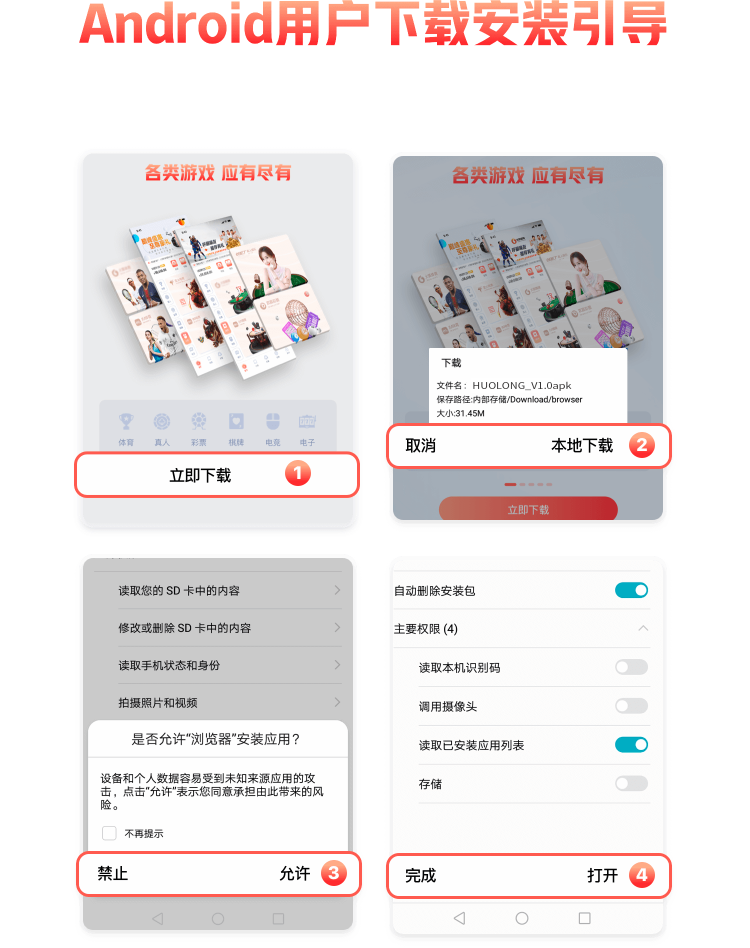 Android用户下载安装引导
各类游戏 应有尽有
体育 真人 彩票 棋牌 电竞 电子
立即下载 1
各类游戏 应有尽有
下载
文件名: HUOLONG_V1.0apk
保存路径:内部存储/Download/browser
大小:31.45M
取消 本地下载 2
立即下载
读取您的 SD 卡中的内容
修改或删除 SD 卡中的内容
读取手机状态和身份
拍摄照片和视频
是否允许“浏览器”安装应用?
设备和个人数据容易受到未知来源应用的攻
击，点击“允许”表示您同意承担由此带来的风
险。
不再提示
禁止 允许 3
自动删除安装包
主要权限 (4)
读取本机识别码
调用摄像头
读取已安装应用列表
存储
完成 打开 4